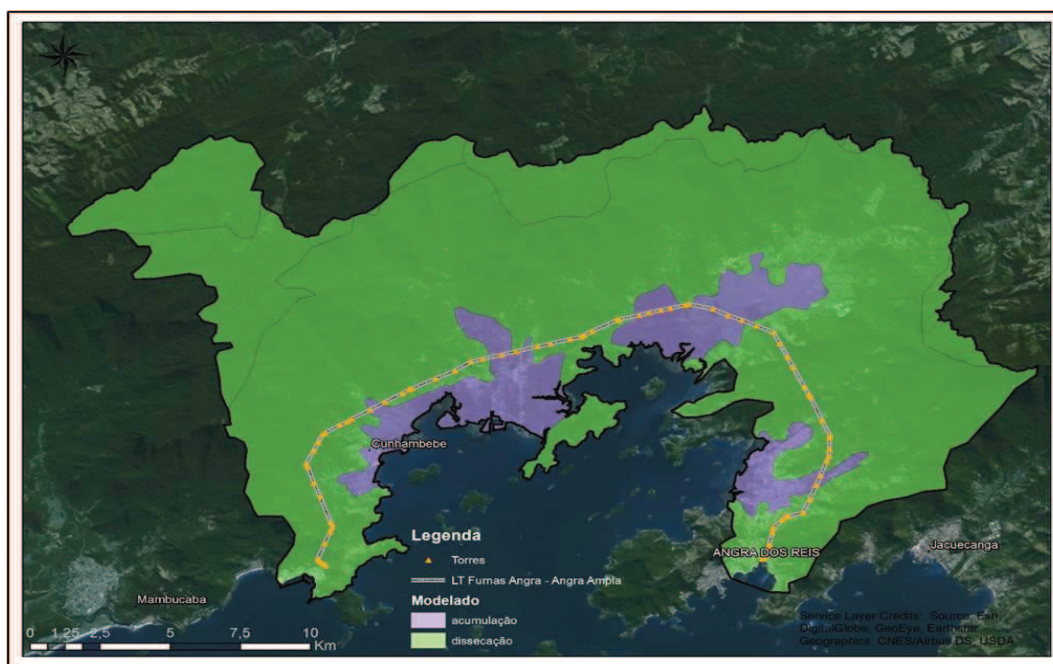 Cunhambebe
ANGRA DOS REIS
Jacuecanga
Mambucaba
Legenda
Torres
LT Furnas Angra - Angra Ampla
Modelado
acumulação
dissecação
0 1,25 2,5 5 7,5 10
Km
Service Layer Credits: Source: Esri,
DigitalGlobe, GeoEye, Earthstar
Geographics, CNES/Airbus DS, USDA,